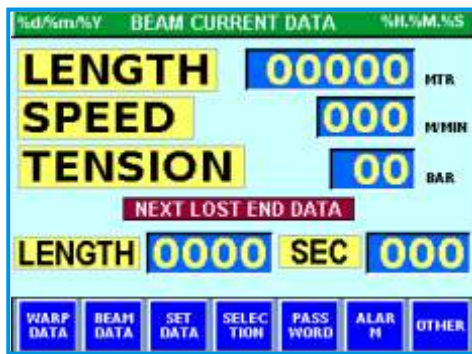 %d/%m/%Y BEAM CURRENT DATA %H.%M.%S
LENGTH 00000 MTR
SPEED 000 M/MIN
TENSION 00 BAR
NEXT LOST END DATA
LENGTH 0000 SEC 000
WARP DATA BEAM DATA SET DATA SELEC TION PASS WORD ALAR M OTHER